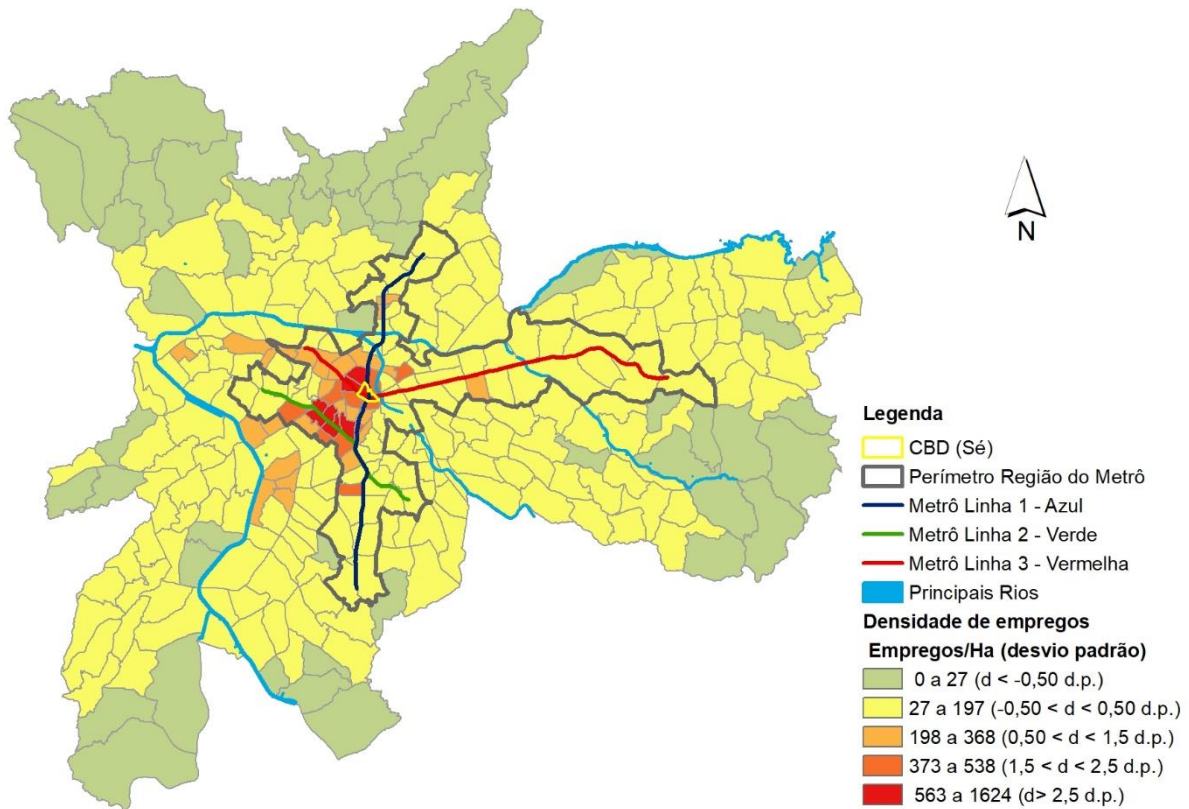 N
Legenda
CBD (Sé)
Perímetro Região do Metrô
Metrô Linha 1 - Azul
Metrô Linha 2 - Verde
Metrô Linha 3 - Vermelha
Principais Rios
Densidade de empregos
Empregos/Ha (desvio padrão)
0 a 27 (d < -0,50 d.p.)
27 a 197 (-0,50 < d < 0,50 d.p.)
198 a 368 (0,50 < d < 1,5 d.p.)
373 a 538 (1,5 < d < 2,5 d.p.)
563 a 1624 (d> 2,5 d.p.)